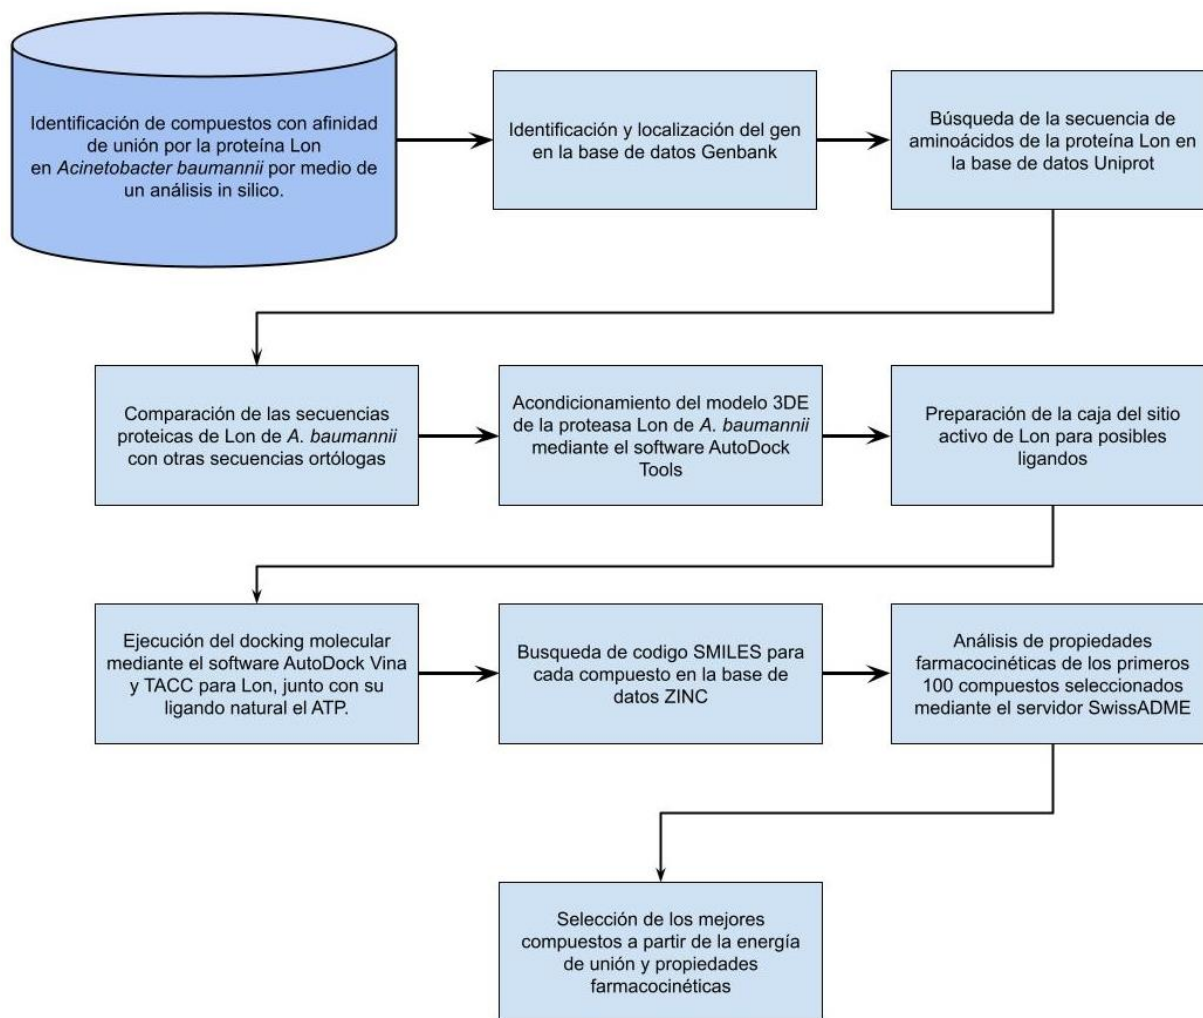 Identificación de compuestos con afinidad
de unión por la proteína Lon
en Acinetobacter baumannii por medio de
un análisis in silico.
Identificación y localización del gen
en la base de datos Genbank
Búsqueda de la secuencia de
aminoácidos de la proteína Lon en
la base de datos Uniprot
Comparación de las secuencias
proteicas de Lon de A. baumannii
con otras secuencias ortólogas
Acondicionamiento del modelo 3DE
de la proteasa Lon de A. baumannii
mediante el software AutoDock
Tools
Preparación de la caja del sitio
activo de Lon para posibles
ligandos
Ejecución del docking molecular
mediante el software AutoDock Vina
y TACC para Lon, junto con su
ligando natural el ATP.
Busqueda de codigo SMILES para
cada compuesto en la base de
datos ZINC
Análisis de propiedades
farmacocinéticas de los primeros
100 compuestos seleccionados
mediante el servidor SwissADME
Selección de los mejores
compuestos a partir de la energía
de unión y propiedades
farmacocinéticas